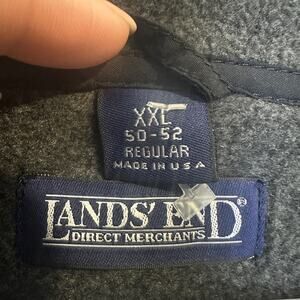 XXL
50-52
REGULAR
MADE IN USA
LANDS' END®
DIRECT MERCHANTS